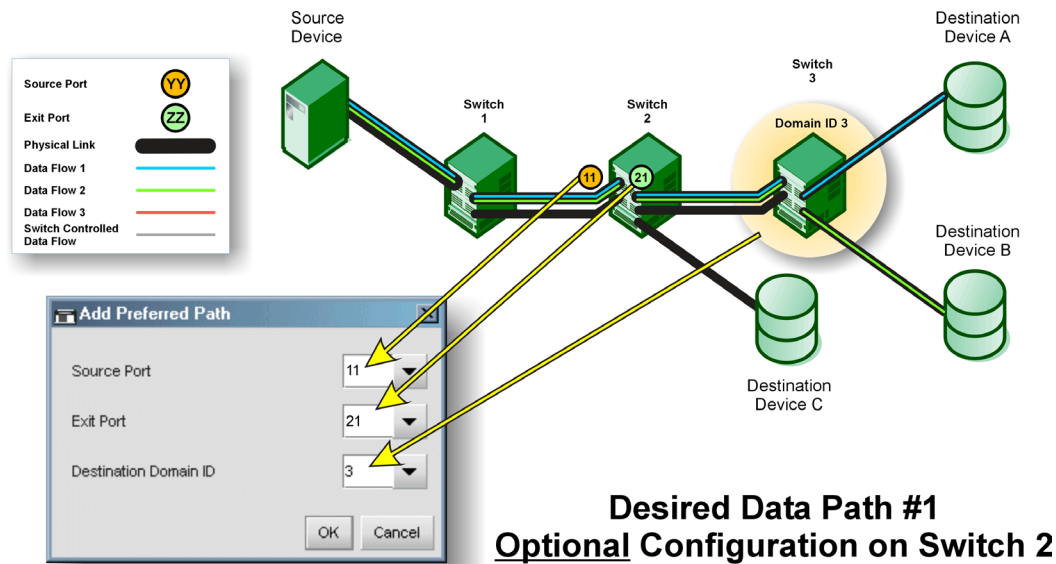 Source
Device
Destination
Device A
Source Port
YY
Exit Port
ZZ
Physical Link
Data Flow 1
Data Flow 2
Data Flow 3
Switch Controlled
Data Flow
Switch
1
Switch
2
Switch
3
Domain ID 3
11
21
Destination
Device B
Destination
Device C
Add Preferred Path
Source Port
11
Exit Port
21
Destination Domain ID
3
OK
Cancel
Desired Data Path #1
Optional Configuration on Switch 2